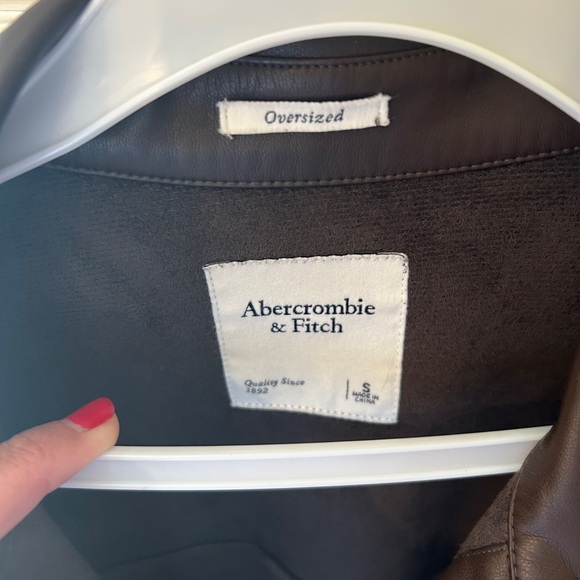 Oversized
Abercrombie
& Fitch
Quality Since
1892
S
MADE IN
CHINA